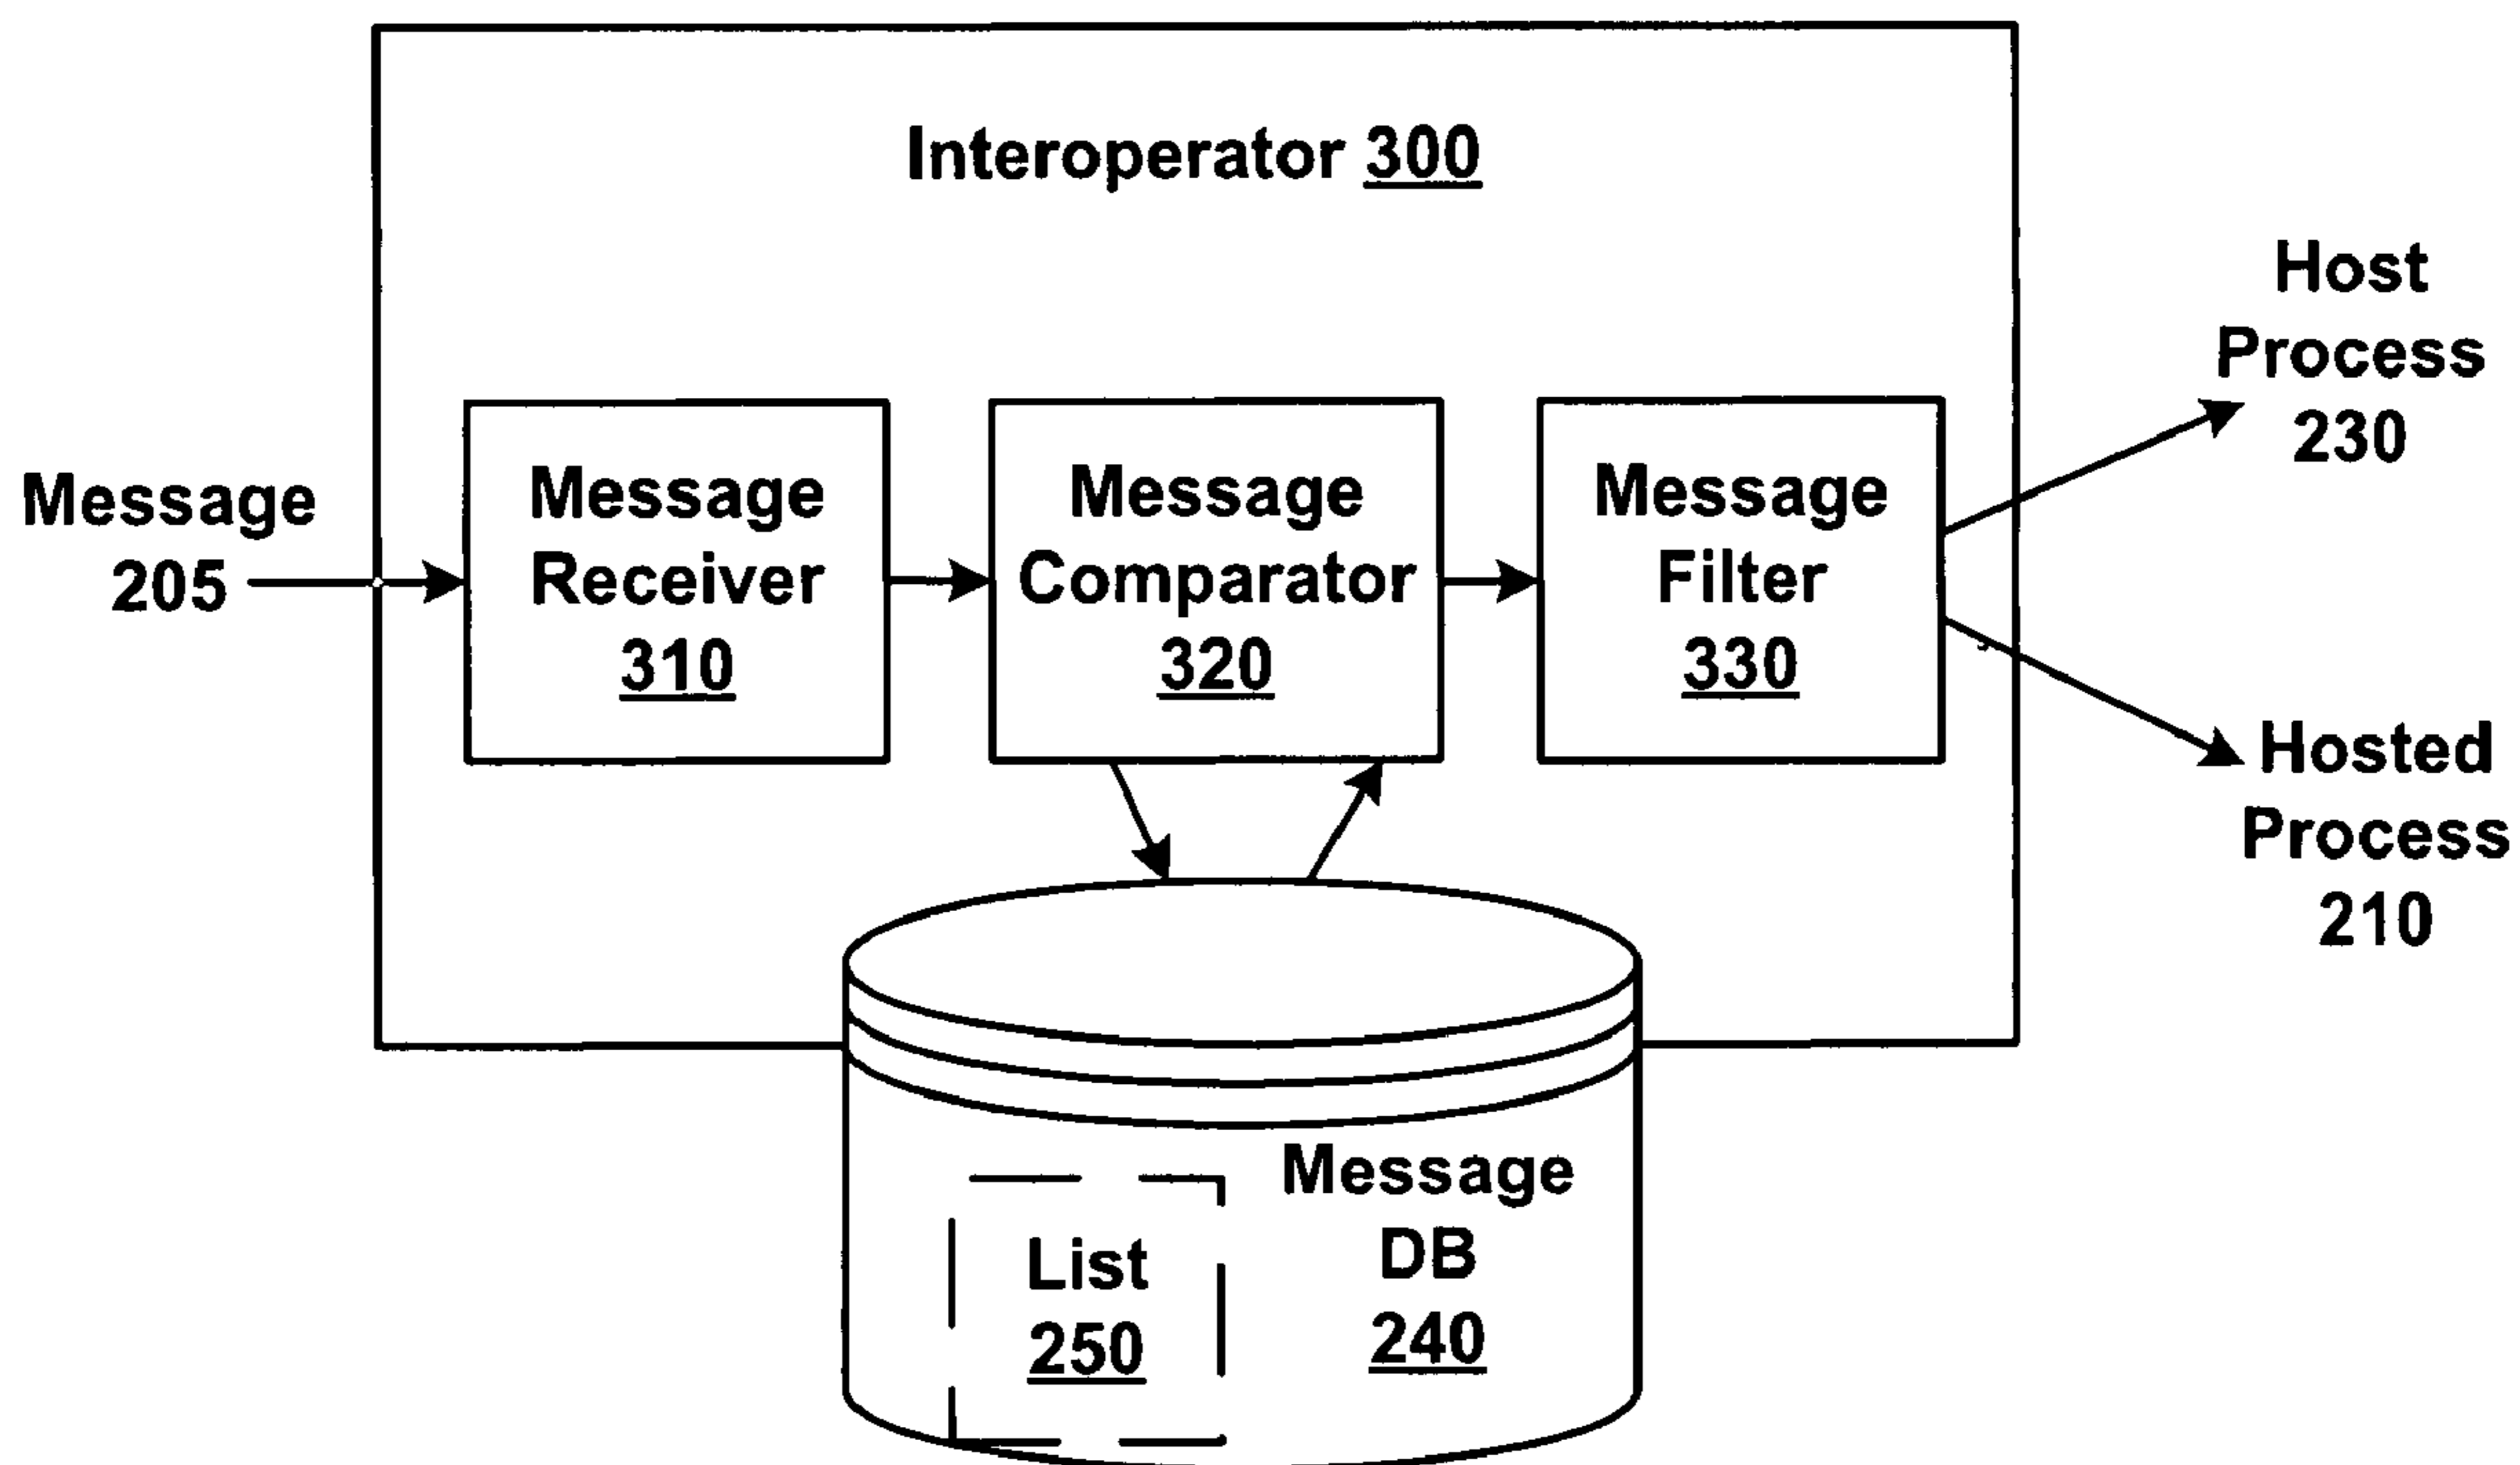 Interoperator 300
Message
205
Message
Receiver
310
Message
Comparator
320
Message
Filter
330
Host
Process
230
Hosted
Process
210
List
250
Message
DB
240